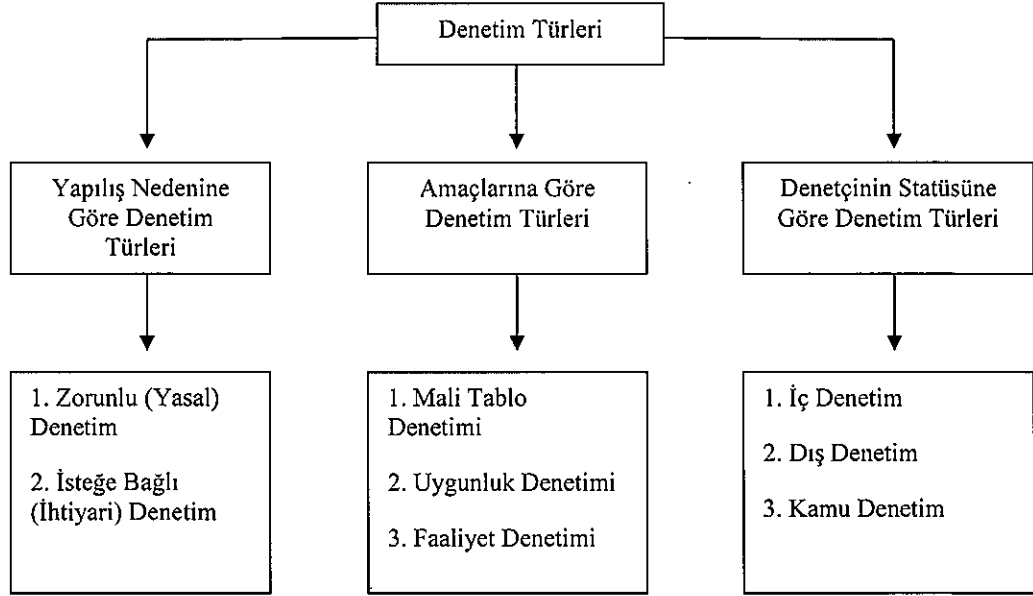 Denetim Türleri
Yapılış Nedenine
Göre Denetim
Türleri
Amaçlarına Göre
Denetim Türleri
Denetçinin Statüsüne
Göre Denetim Türleri
1. Zorunlu (Yasal)
Denetim
2. İsteğe Bağlı
(İhtiyari) Denetim
1. Mali Tablo
Denetimi
2. Uygunluk Denetimi
3. Faaliyet Denetimi
1. İç Denetim
2. Dış Denetim
3. Kamu Denetim